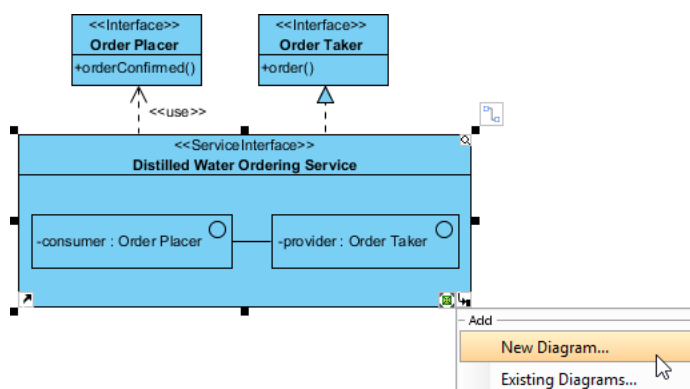 <<Interface>>
Order Placer
+orderConfirmed()
<<Interface>>
Order Taker
+order()
<<use>>
<<ServiceInterface>>
Distilled Water Ordering Service
-consumer : Order Placer
-provider : Order Taker
Add
New Diagram...
Existing Diagrams...